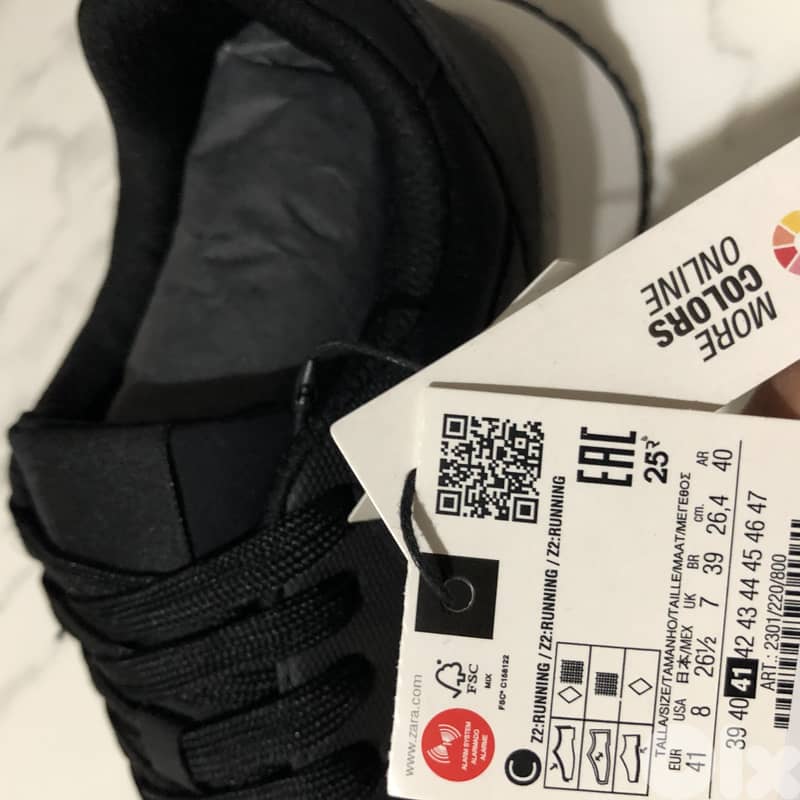 MORE
COLORS
ONLINE
EAC
25
www.zara.com
FSC
MIX
FSC® C158122
ALARM SYSTEM
ALARMADO
ALARME
Z2:RUNNING / Z2:RUNNING / Z2:RUNNING
TALLA/SIZE/TAMANHO/TAILLE/MAAT/ΜΕΓΕΘΟΣ
EUR USA 日本/MEX UK BR cm. AR
41 8 26½ 7 39 26,4 40
39 40 41 42 43 44 45 46 47
ART.: 2301/220/800